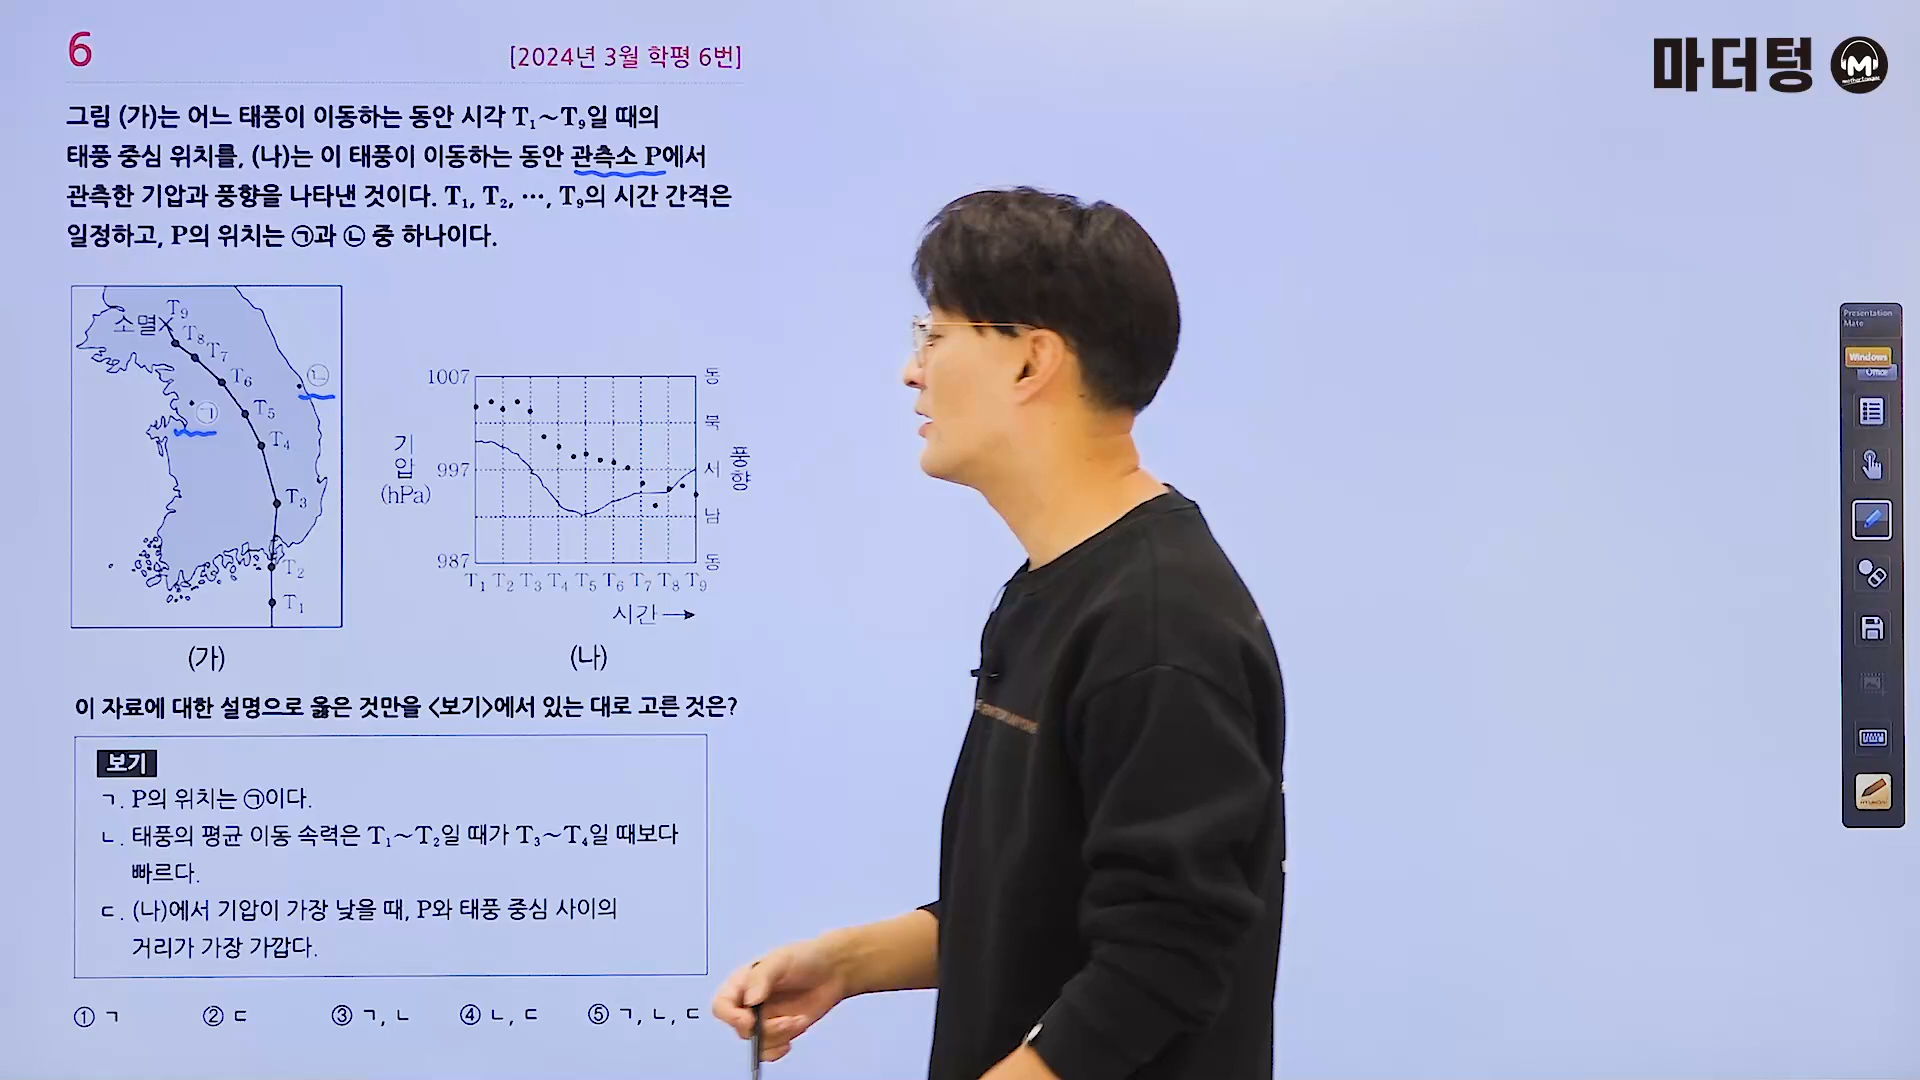 6
[2024년 3월 학평 6번]
마더텅
그림 (가)는 어느 태풍이 이동하는 동안 시각 T₁~T₉일 때의
태풍 중심 위치를, (나)는 이 태풍이 이동하는 동안 관측소 P에서
관측한 기압과 풍향을 나타낸 것이다. T₁, T₂, ⋯, T₉의 시간 간격은
일정하고, P의 위치는 ㉠과 ㉡ 중 하나이다.
T₉
소멸
T₈
T₇
T₆
㉡
㉠
T₅
T₄
T₃
T₂
T₁
(가)
1007
997
987
기압
(hPa)
동
북
서
남
동
풍향
T₁ T₂ T₃ T₄ T₅ T₆ T₇ T₈ T₉
시간
(나)
이 자료에 대한 설명으로 옳은 것만을 <보기>에서 있는 대로 고른 것은?
보기
ㄱ. P의 위치는 ㉠이다.
ㄴ. 태풍의 평균 이동 속력은 T₁~T₂일 때가 T₃~T₄일 때보다
빠르다.
ㄷ. (나)에서 기압이 가장 낮을 때, P와 태풍 중심 사이의
거리가 가장 가깝다.
① ㄱ ② ㄷ ③ ㄱ, ㄴ ④ ㄴ, ㄷ ⑤ ㄱ, ㄴ, ㄷ
Presentation
Mate
Windows
Office